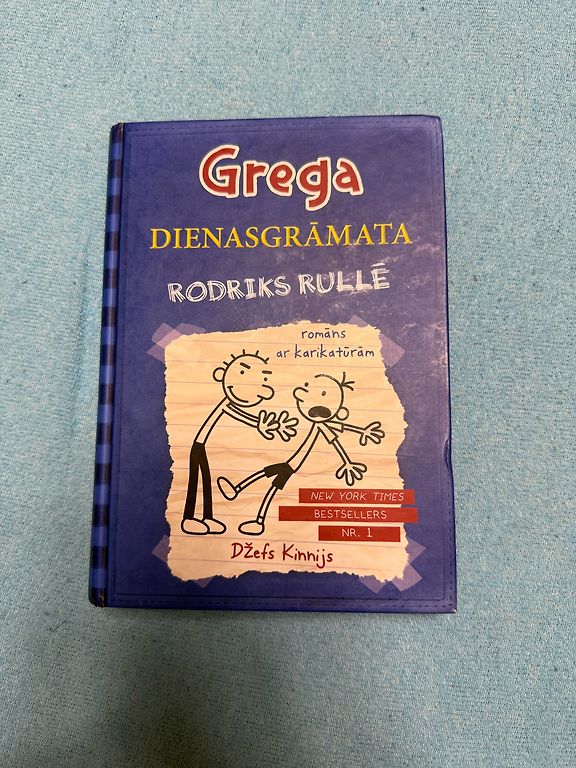 Grega
DIENASGRĀMATA
RODRIKS RULLĒ
romāns
ar karikatūrām
NEW YORK TIMES
BESTSELLERS
NR. 1
Džefs Kinnijs